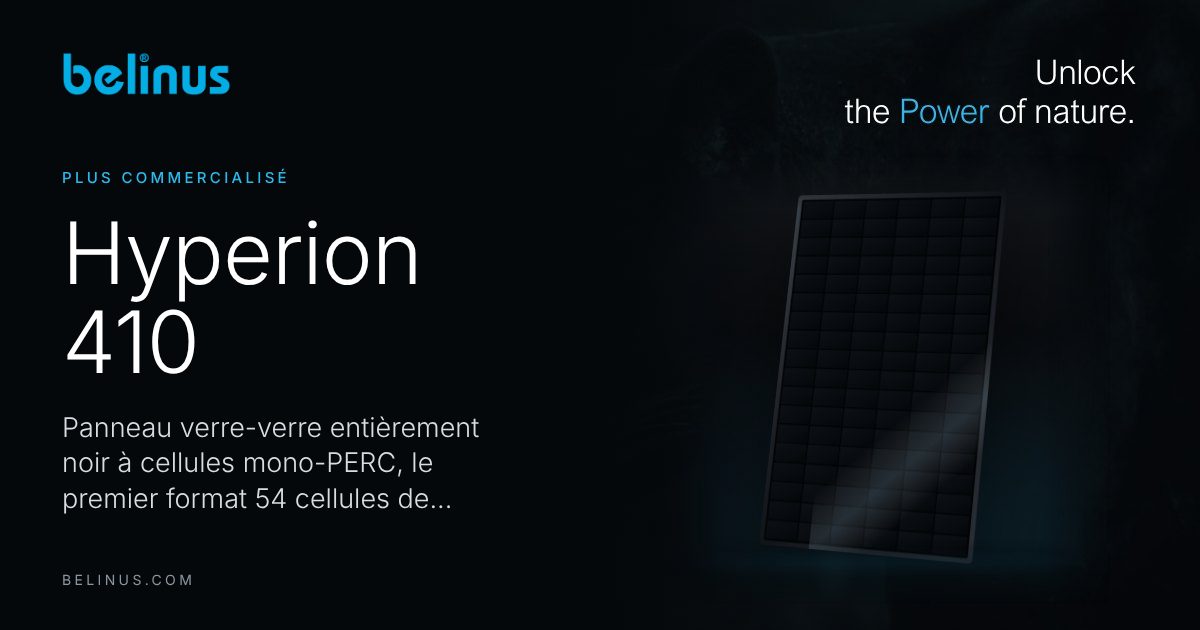 belinus®
Unlock
the Power of nature.
PLUS COMMERCIALISÉ
Hyperion
410
Panneau verre-verre entièrement
noir à cellules mono-PERC, le
premier format 54 cellules de...
BELINUS.COM